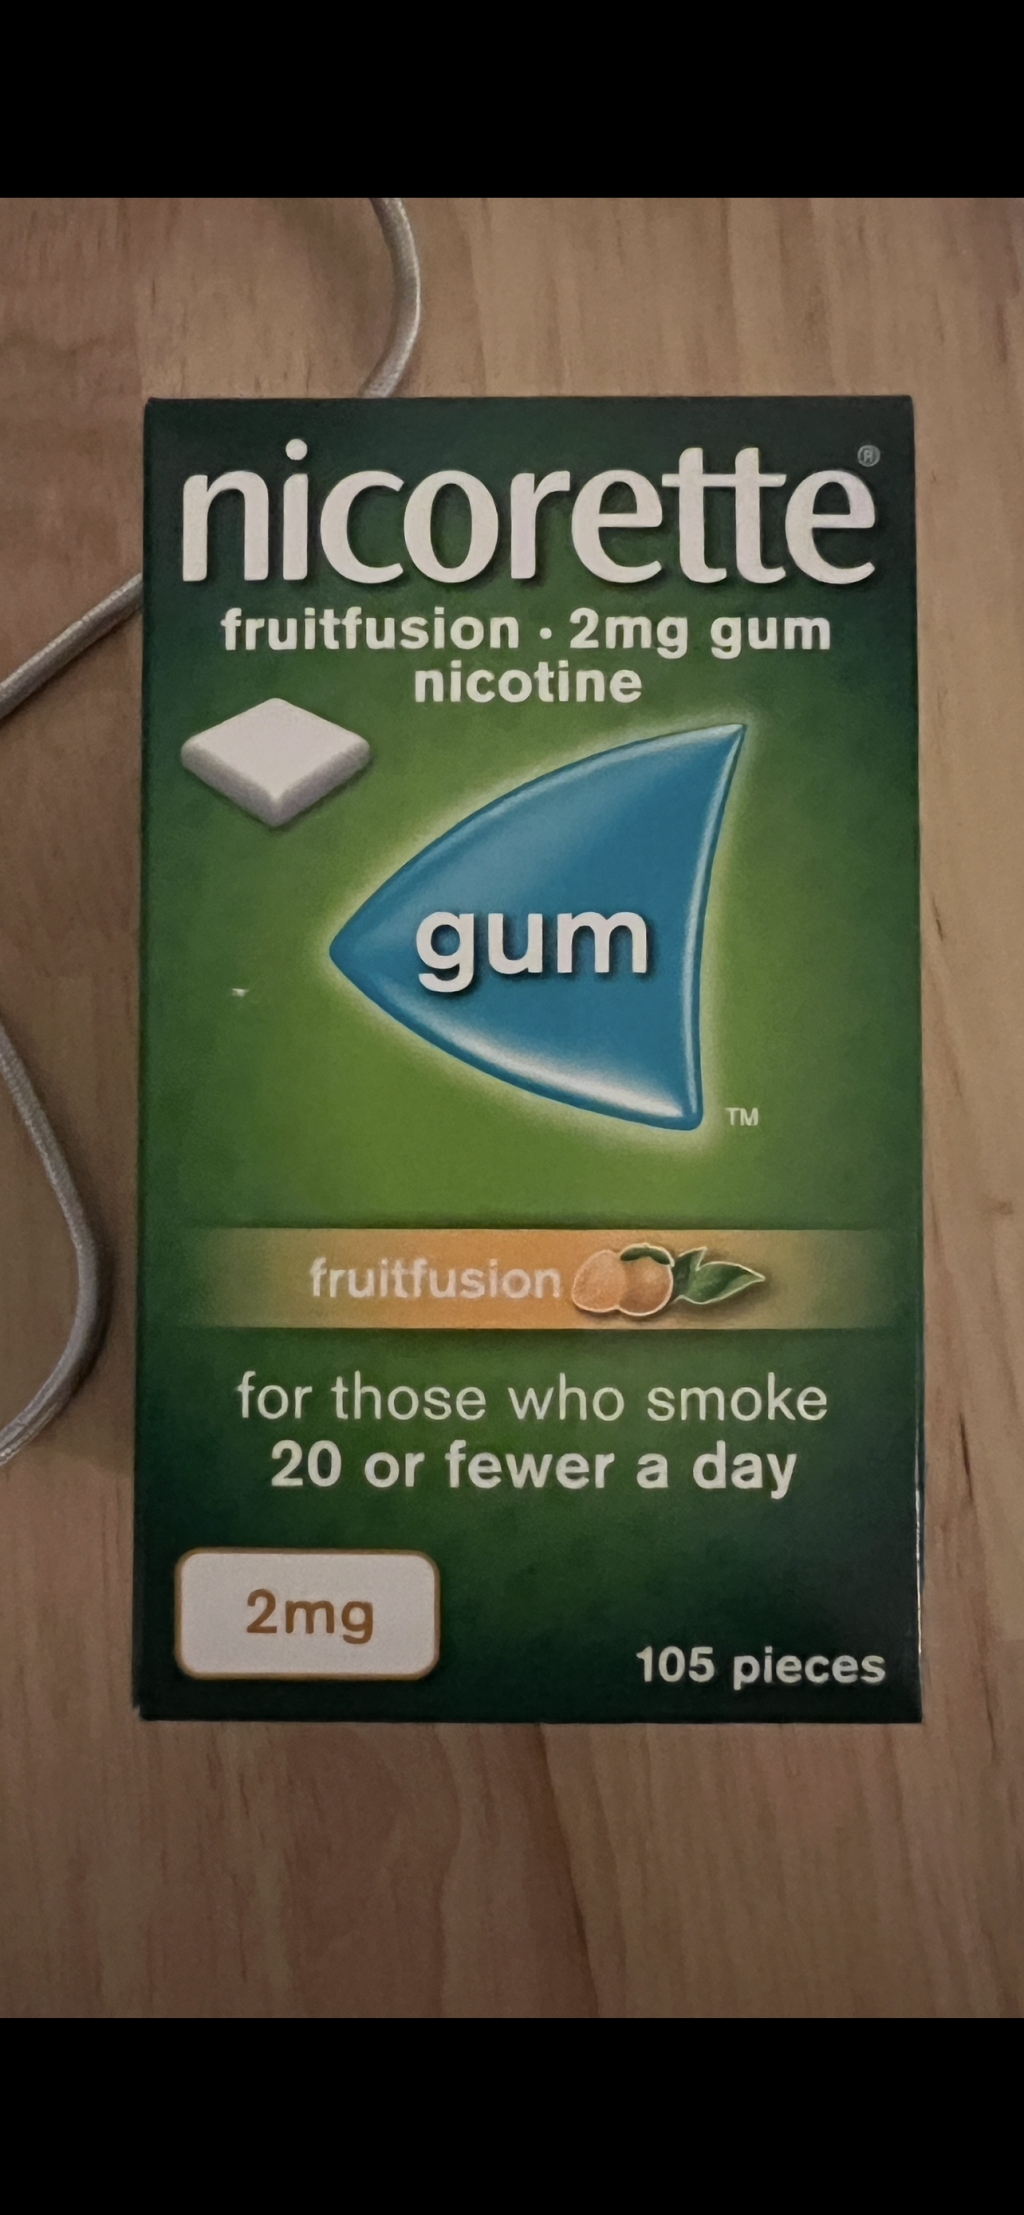 nicorette®
fruitfusion · 2mg gum
nicotine
gum
TM
fruitfusion
for those who smoke
20 or fewer a day
2mg
105 pieces